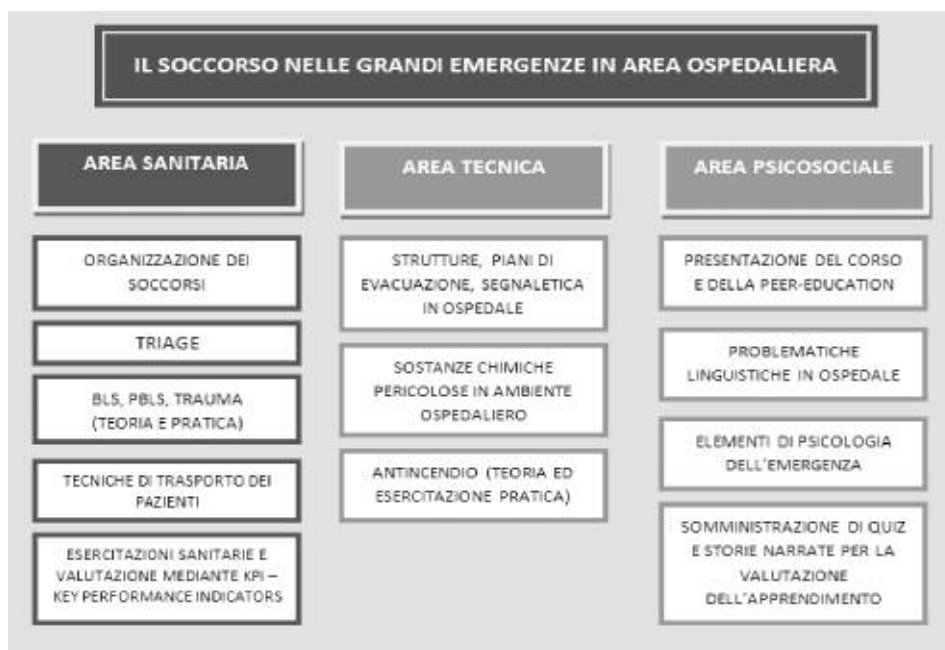 IL SOCCORSO NELLE GRANDI EMERGENZE IN AREA OSPEDALIERA
AREA SANITARIA
ORGANIZZAZIONE DEI
SOCCORSI
TRIAGE
BLS, PBLS, TRAUMA
(TEORIA E PRATICA)
TECNICHE DI TRASPORTO DEI
PAZIENTI
ESERCITAZIONI SANITARIE E
VALUTAZIONE MEDIANTE KPI –
KEY PERFORMANCE INDICATORS
AREA TECNICA
STRUTTURE, PIANI DI
EVACUAZIONE, SEGNALETICA
IN OSPEDALE
SOSTANZE CHIMICHE
PERICOLOSE IN AMBIENTE
OSPEDALIERO
ANTINCENDIO (TEORIA ED
ESERCITAZIONE PRATICA)
AREA PSICOSOCIALE
PRESENTAZIONE DEL CORSO
E DELLA PEER-EDUCATION
PROBLEMATICHE
LINGUISTICHE IN OSPEDALE
ELEMENTI DI PSICOLOGIA
DELL'EMERGENZA
SOMMINISTRAZIONE DI QUIZ
E STORIE NARRATE PER LA
VALUTAZIONE
DELL'APPRENDIMENTO